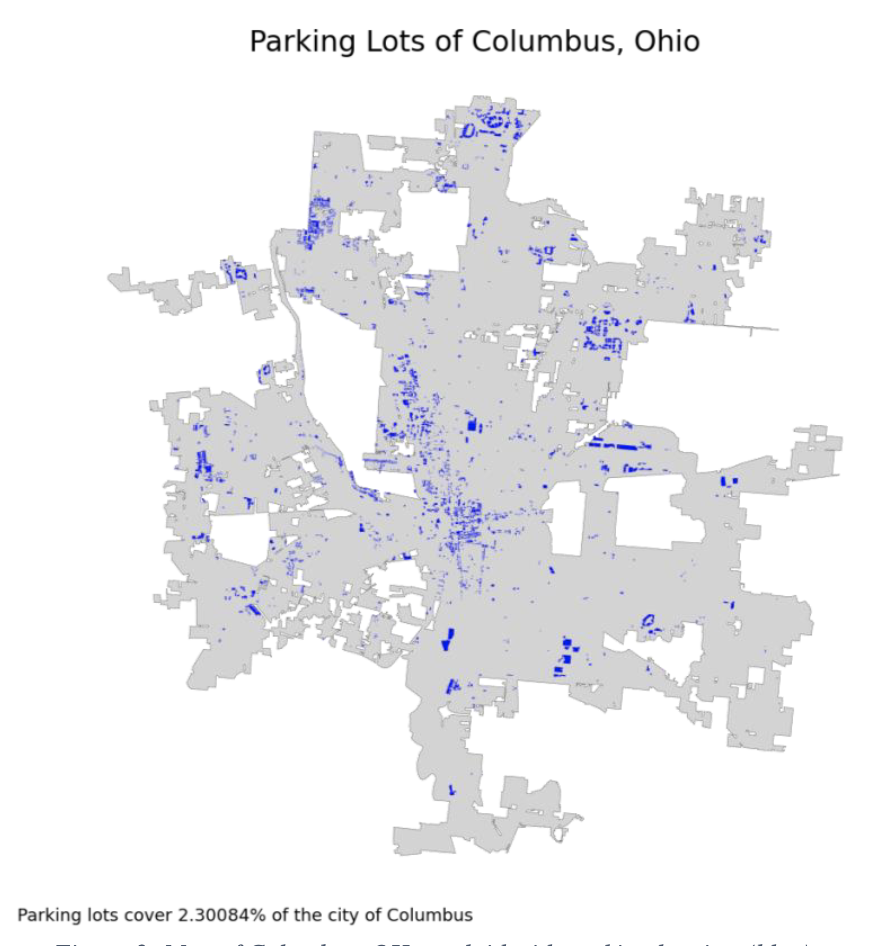 Parking Lots of Columbus, Ohio
Parking lots cover 2.30084% of the city of Columbus